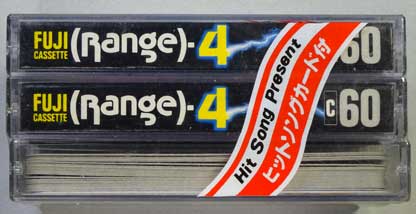 FUJI
CASSETTE
(Range)-4
60
FUJI
CASSETTE
(Range)-4
C60
Hit Song Present
ヒットソングカード付